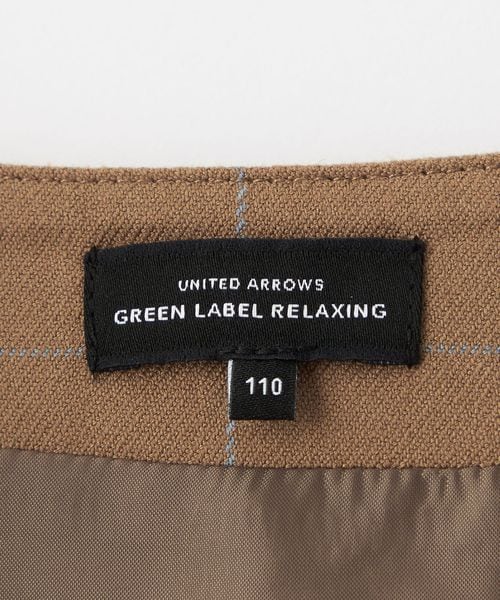 UNITED ARROWS
GREEN LABEL RELAXING
110